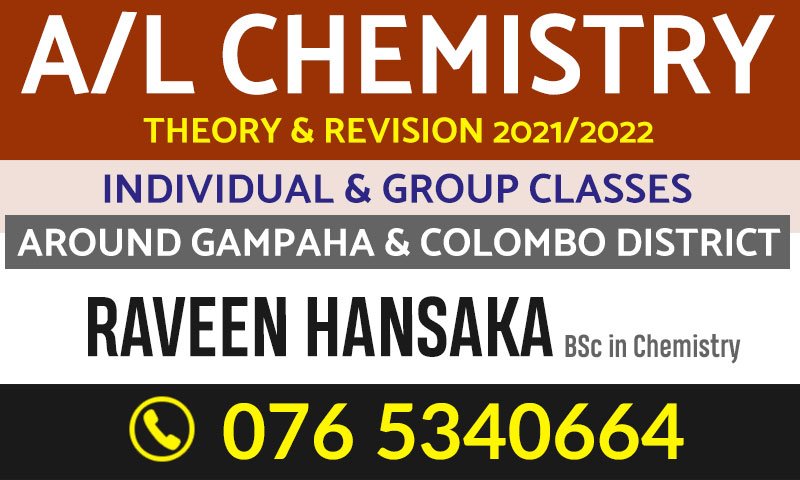 A/L CHEMISTRY
THEORY & REVISION 2021/2022
INDIVIDUAL & GROUP CLASSES
AROUND GAMPAHA & COLOMBO DISTRICT
RAVEEN HANSAKA BSc in Chemistry
076 5340664